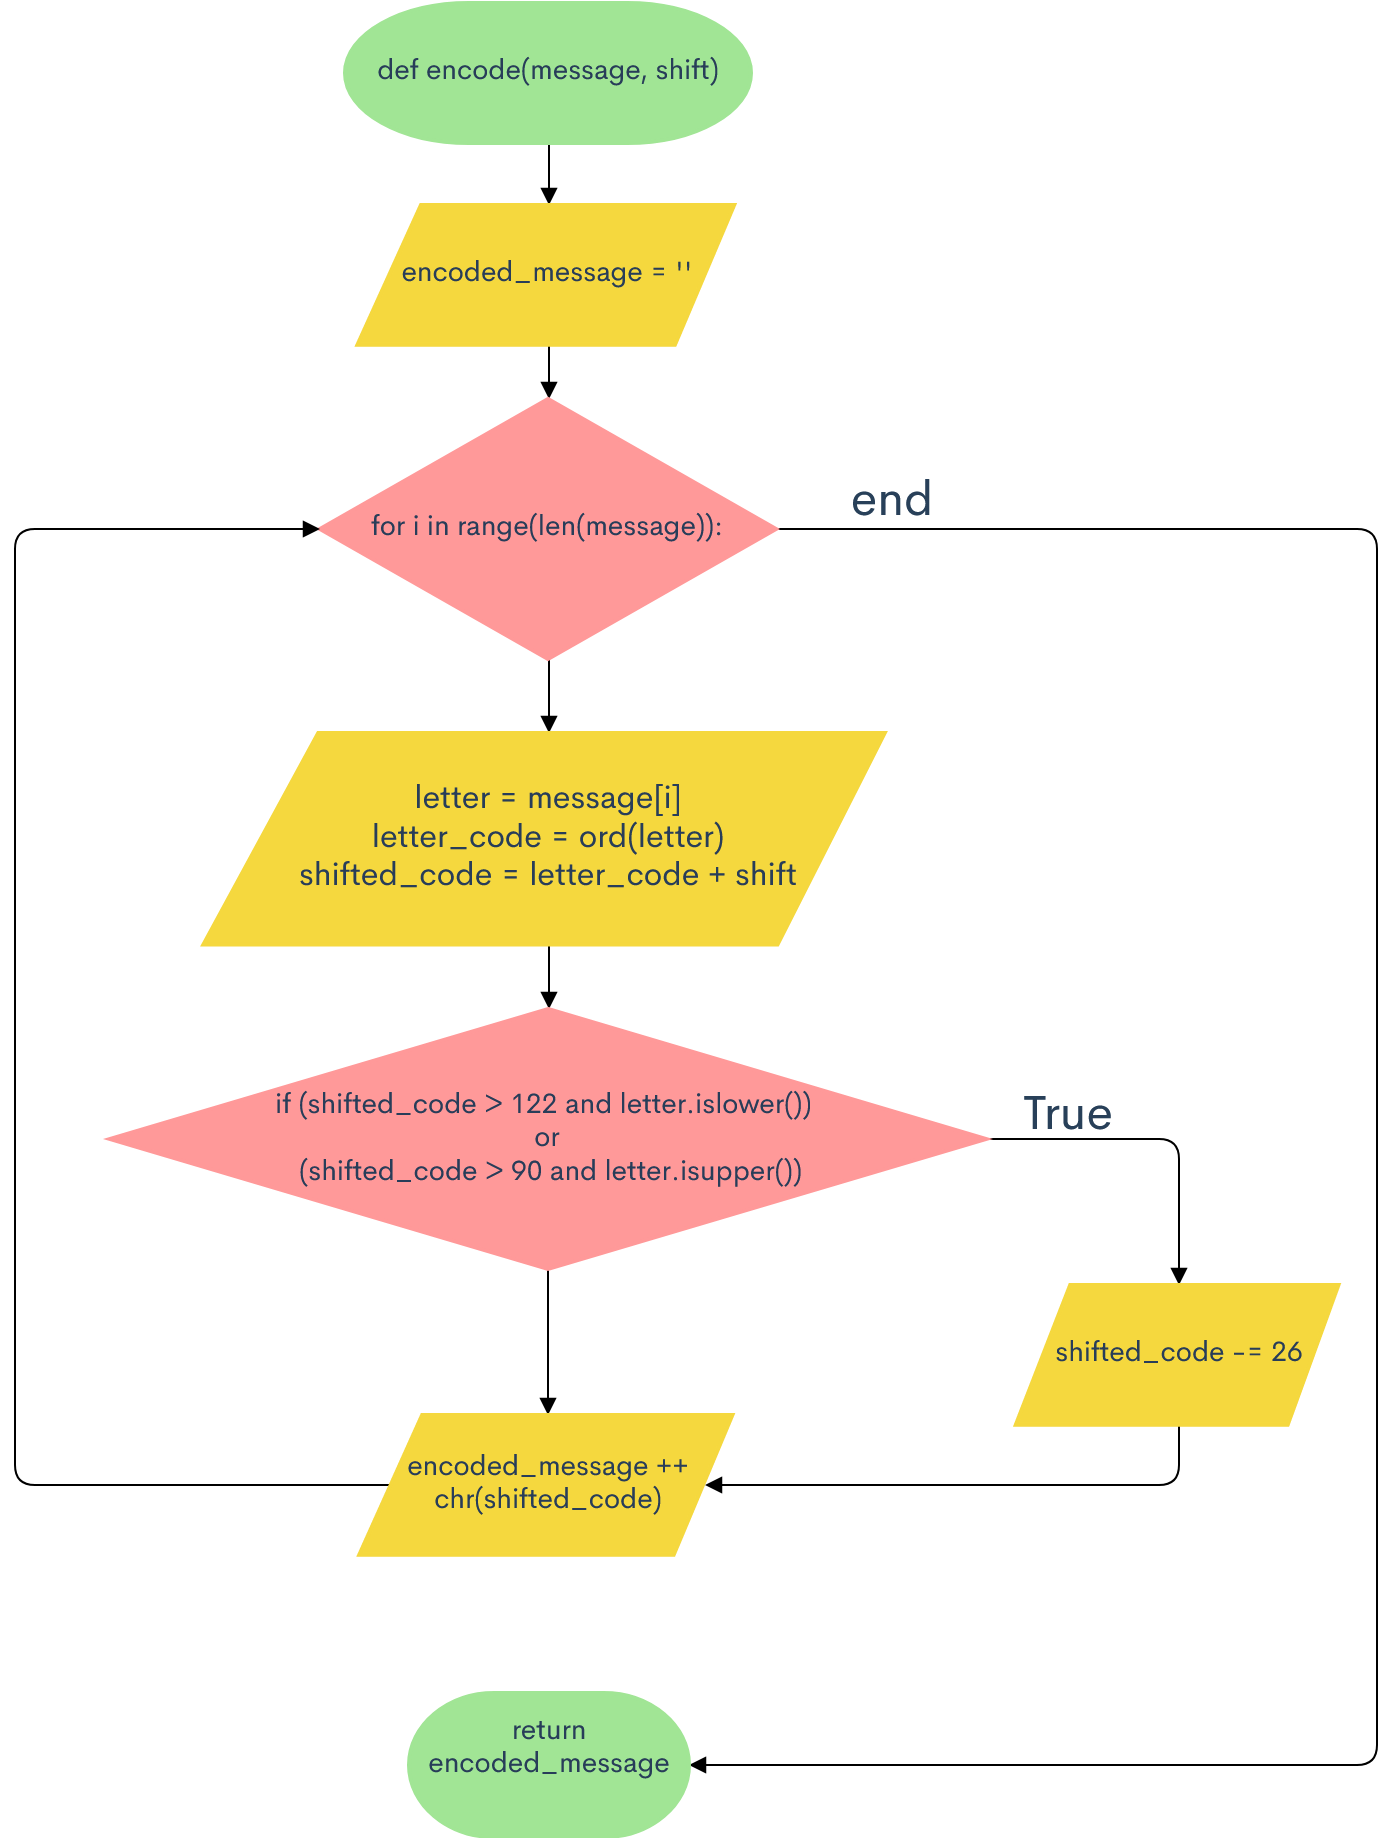 def encode(message, shift)
encoded_message = ''
for i in range(len(message)):
end
letter = message[i]
letter_code = ord(letter)
shifted_code = letter_code + shift
if (shifted_code > 122 and letter.islower())
or
(shifted_code > 90 and letter.isupper())
True
shifted_code -= 26
encoded_message ++
chr(shifted_code)
return
encoded_message